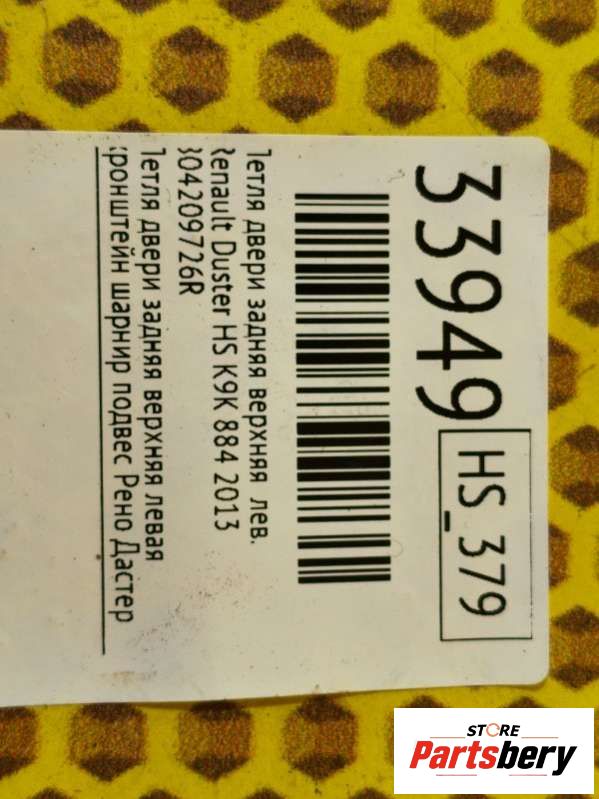 33949 HS_379
Петля двери задняя верхняя лев.
Renault Duster HS K9K 884 2013
804209726R
Петля двери задняя верхняя левая
кронштейн шарнир подвес Рено Дастер
STORE
Partsbery